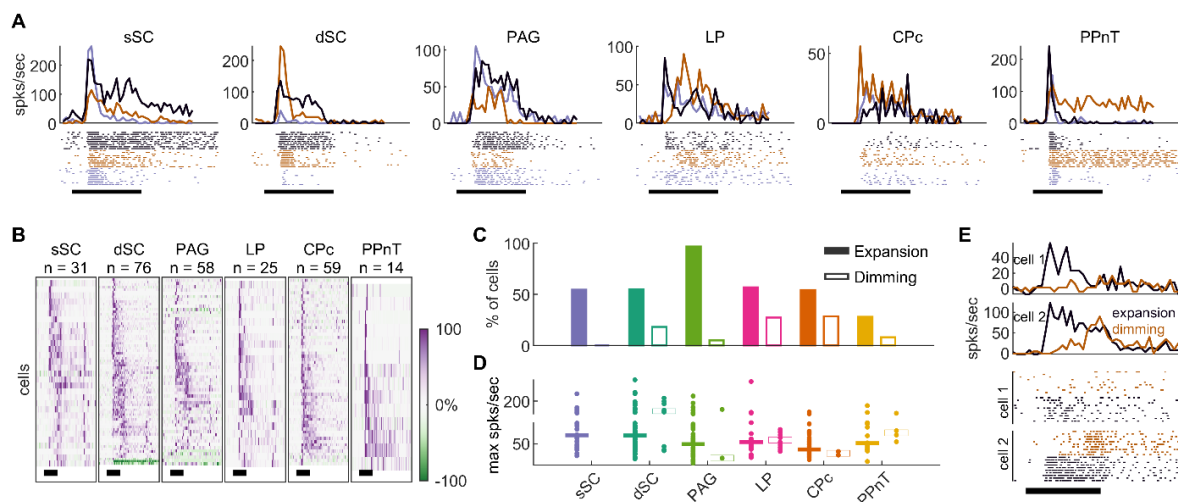 A
sSC dSC PAG LP CPc PPnT
spks/sec
200 100 0
200 100 0
100 50 0
100 50 0
50 0
200 100 0
B
sSC dSC PAG LP CPc PPnT
n = 31 n = 76 n = 58 n = 25 n = 59 n = 14
cells
100
0%
-100
C
% of cells
100
50
0
Expansion
Dimming
D
max spks/sec
200
50
sSC dSC PAG LP CPc PPnT
E
cell 1
40
20
0
cell 2
100
50
0
spks/sec
expansion
dimming
cell 1
cell 2